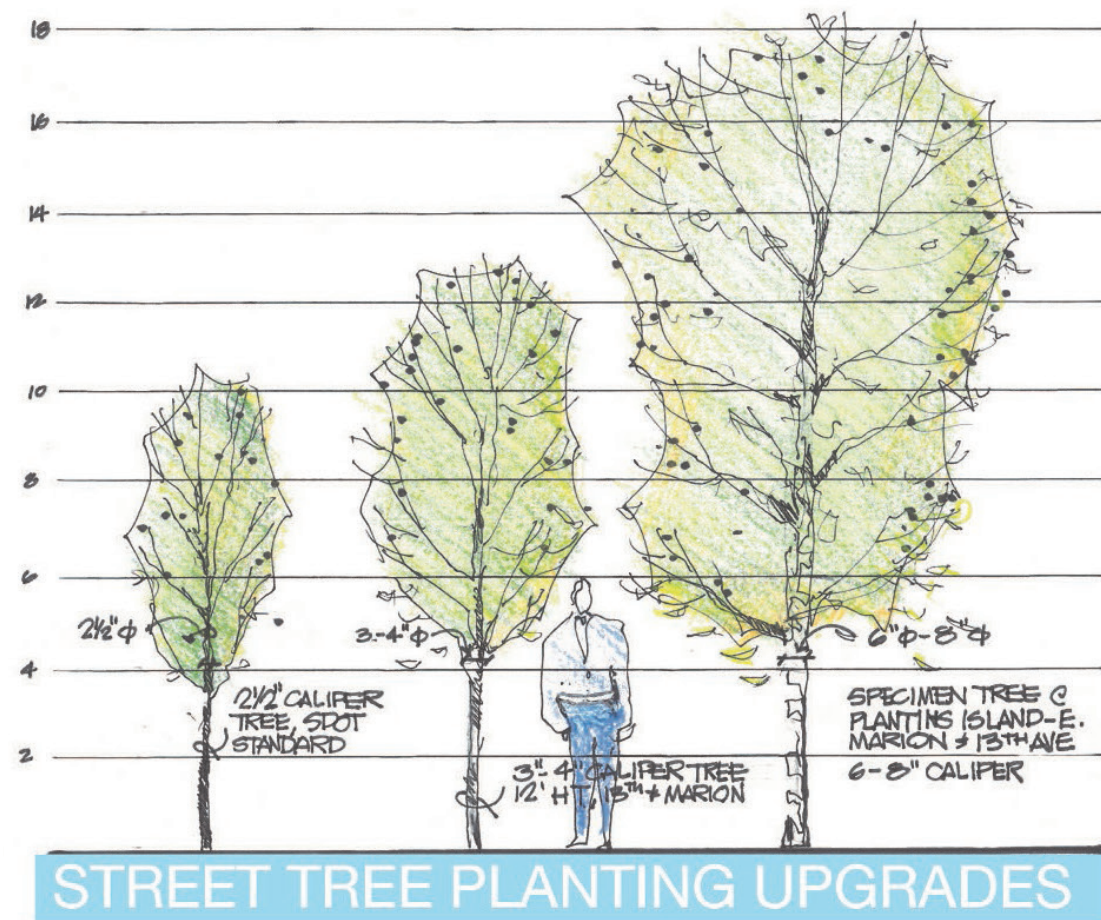 18
16
14
12
10
8
6
4
2
2½"⌀
3-4"⌀
6"⌀-8"⌀
2½" CALIPER
TREE, SDOT
STANDARD
3"-4" CALIPER TREE
12' HT, 13TH & MARION
SPECIMEN TREE @
PLANTING ISLAND-E.
MARION & 13TH AVE
6-8" CALIPER
STREET TREE PLANTING UPGRADES